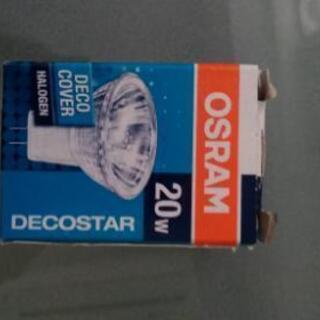 OSRAM
20W
DECO
COVER
HALOGEN
DECOSTAR